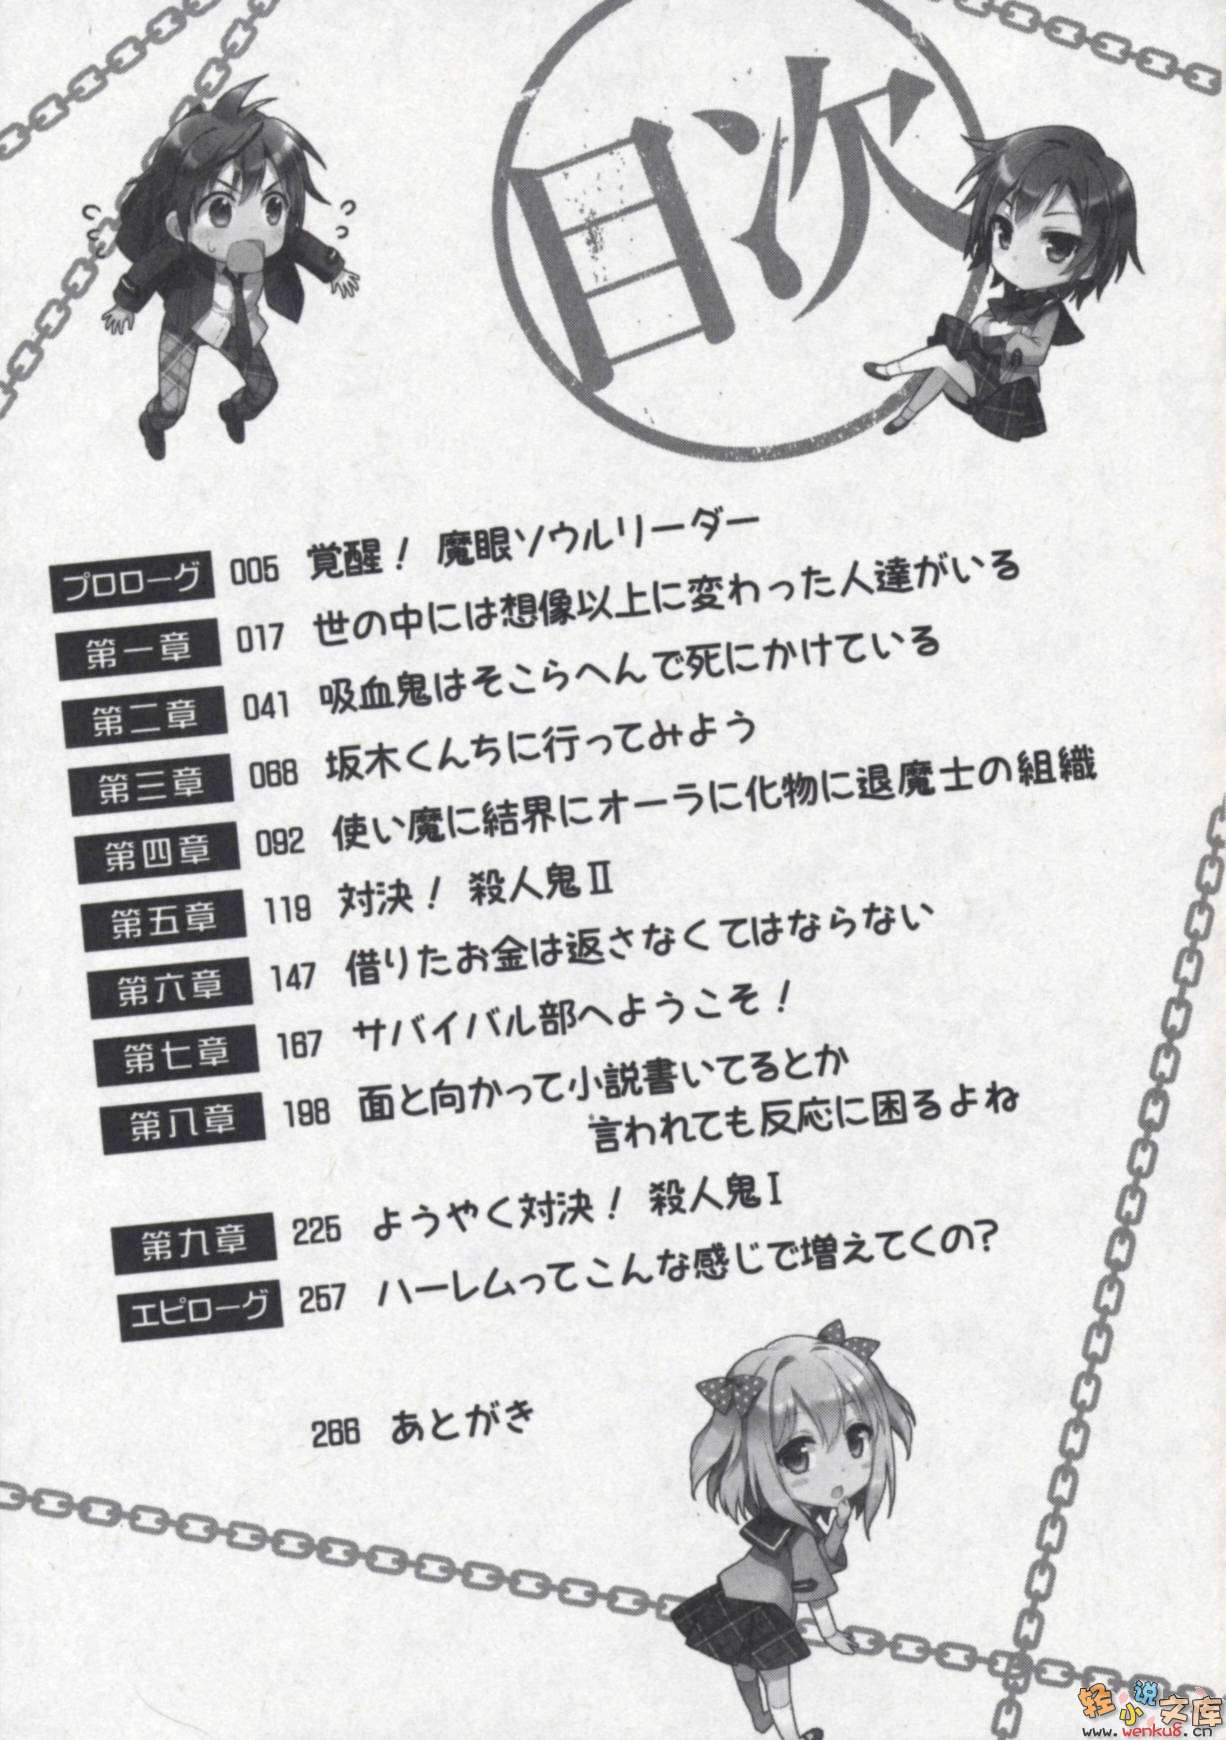 目次
プロローグ 005 覚醒！ 魔眼ソウルリーダー
第一章 017 世の中には想像以上に変わった人達がいる
第二章 041 吸血鬼はそこらへんで死にかけている
第三章 068 坂木くんちに行ってみよう
第四章 092 使い魔に結界にオーラに化物に退魔士の組織
第五章 119 対決！ 殺人鬼Ⅱ
第六章 147 借りたお金は返さなくてはならない
第七章 167 サバイバル部へようこそ！
第八章 198 面と向かって小説書いてるとか
言われても反応に困るよね
第九章 225 ようやく対決！ 殺人鬼Ⅰ
エピローグ 257 ハーレムってこんな感じで増えてくの？
266 あとがき
轻小说文库
www.wenku8.cn